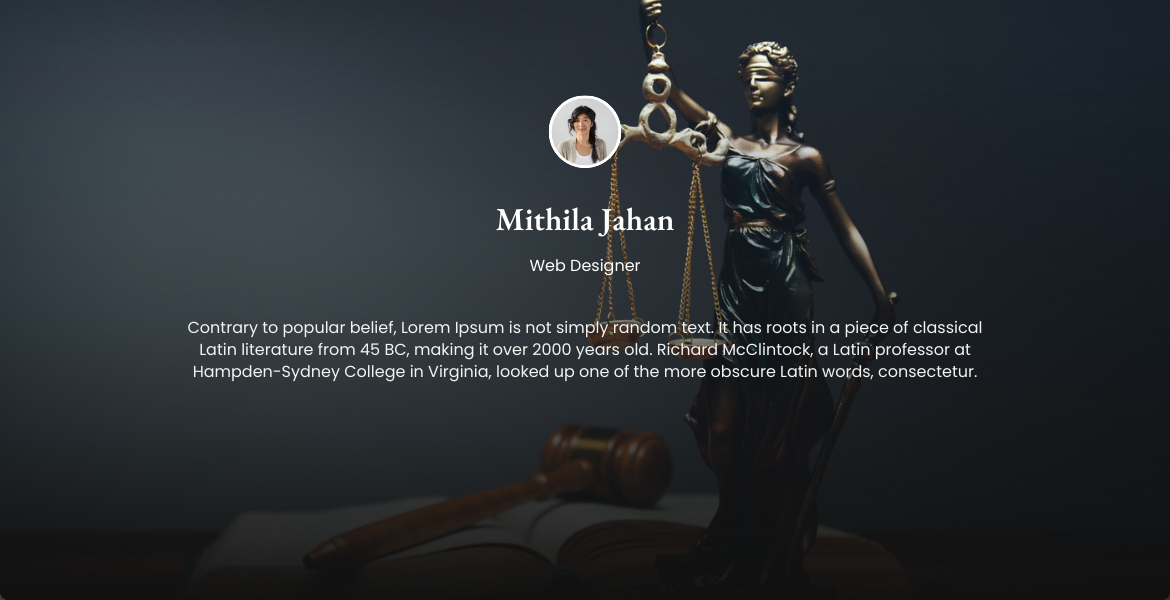 Mithila Jahan
Web Designer
Contrary to popular belief, Lorem Ipsum is not simply random text. It has roots in a piece of classical
Latin literature from 45 BC, making it over 2000 years old. Richard McClintock, a Latin professor at
Hampden-Sydney College in Virginia, looked up one of the more obscure Latin words, consectetur.